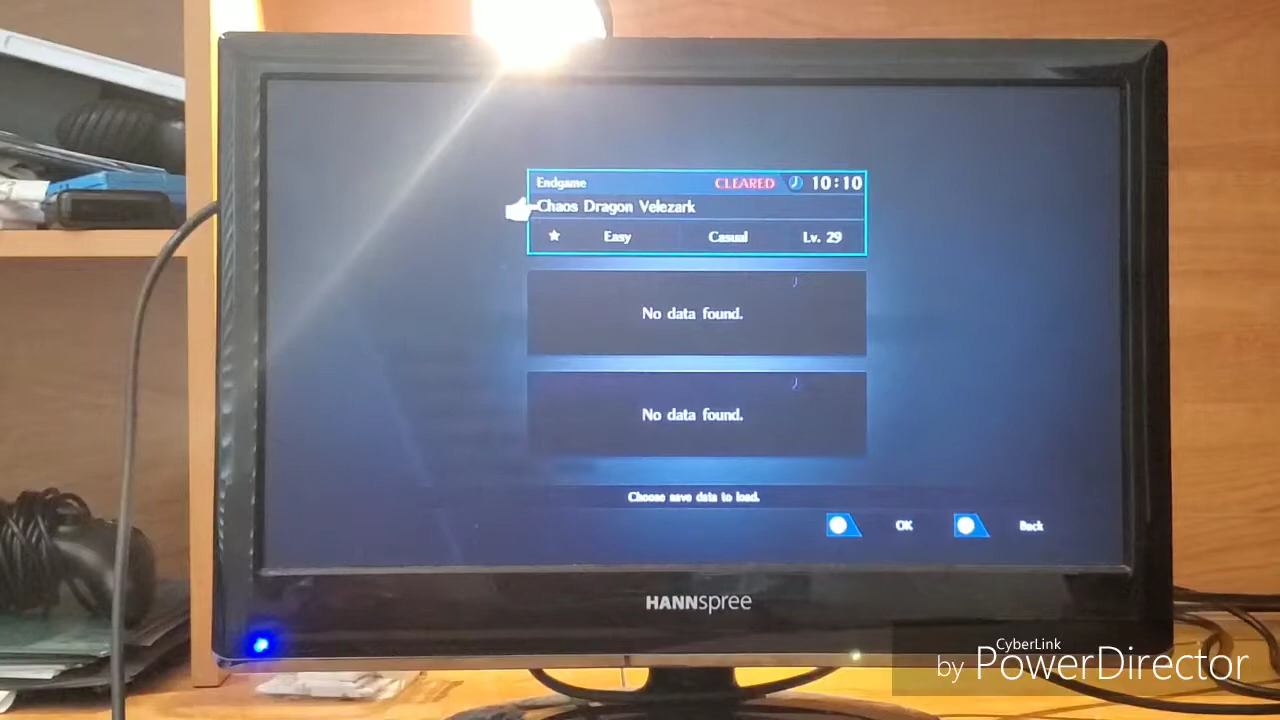 Endgame CLEARED 10:10
Chaos Dragon Velezark
Easy Casual Lv. 29
No data found.
No data found.
Choose save data to load.
OK Back
HANNspree
CyberLink
by PowerDirector